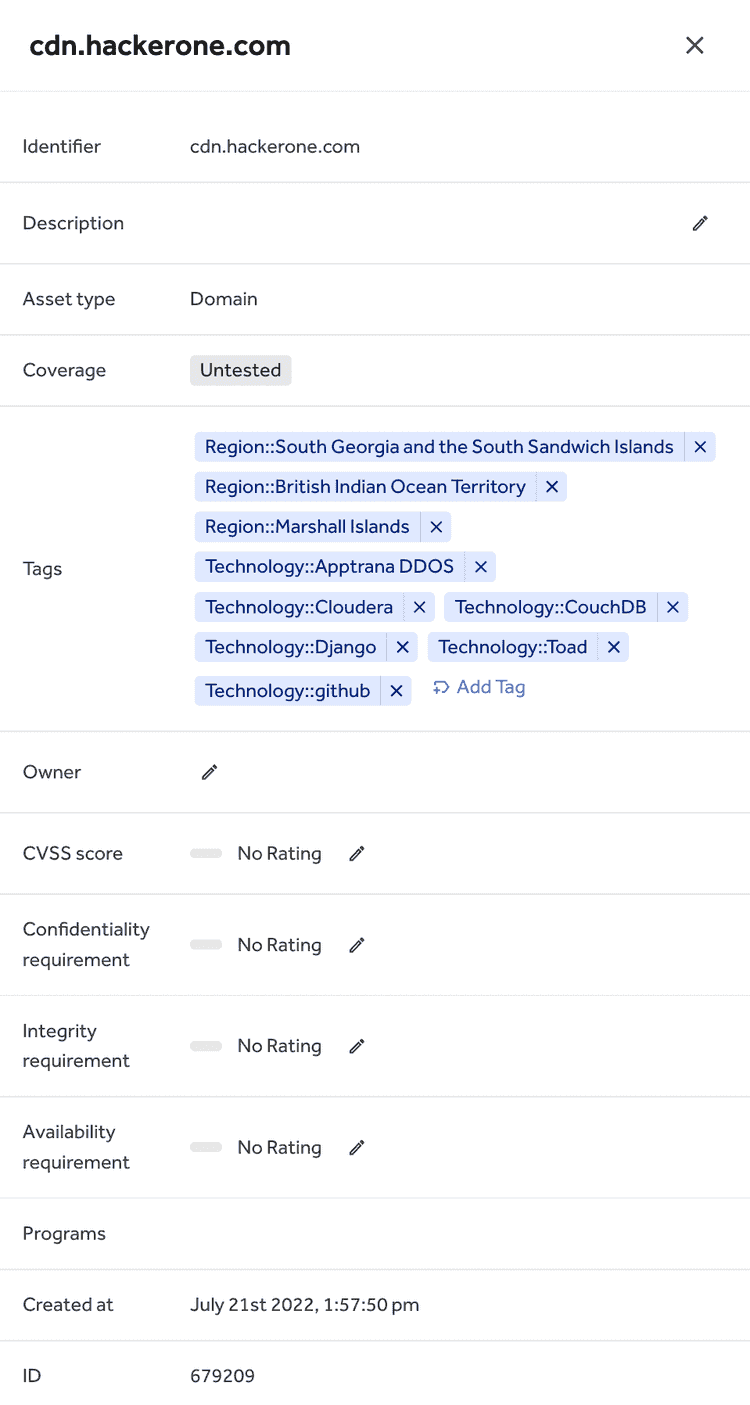 cdn.hackerone.com
Identifier cdn.hackerone.com
Description
Asset type Domain
Coverage Untested
Tags
Region::South Georgia and the South Sandwich Islands
Region::British Indian Ocean Territory
Region::Marshall Islands
Technology::Apptrana DDOS
Technology::Cloudera Technology::CouchDB
Technology::Django Technology::Toad
Technology::github Add Tag
Owner
CVSS score No Rating
Confidentiality
requirement No Rating
Integrity
requirement No Rating
Availability
requirement No Rating
Programs
Created at July 21st 2022, 1:57:50 pm
ID 679209